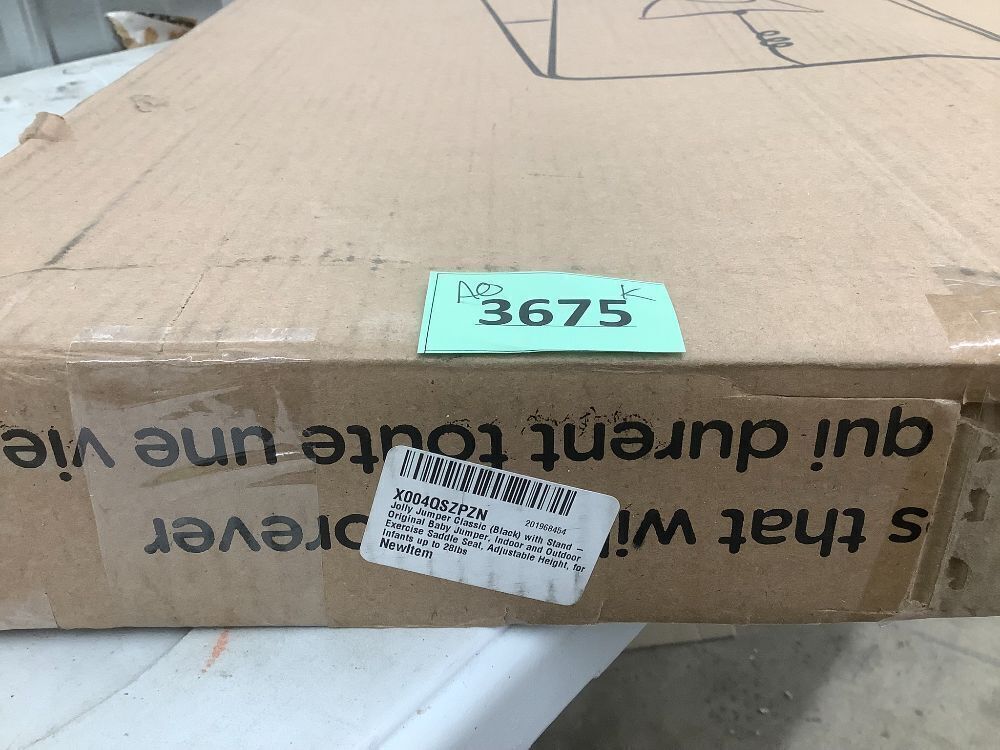 AO K
3675
s that wi orever
qui durent toute une vie
X004QSZPZN
201968454
Jolly Jumper Classic (Black) with Stand –
Original Baby Jumper, Indoor and Outdoor
Exercise Saddle Seat, Adjustable Height, for
Infants up to 28lbs
NewItem